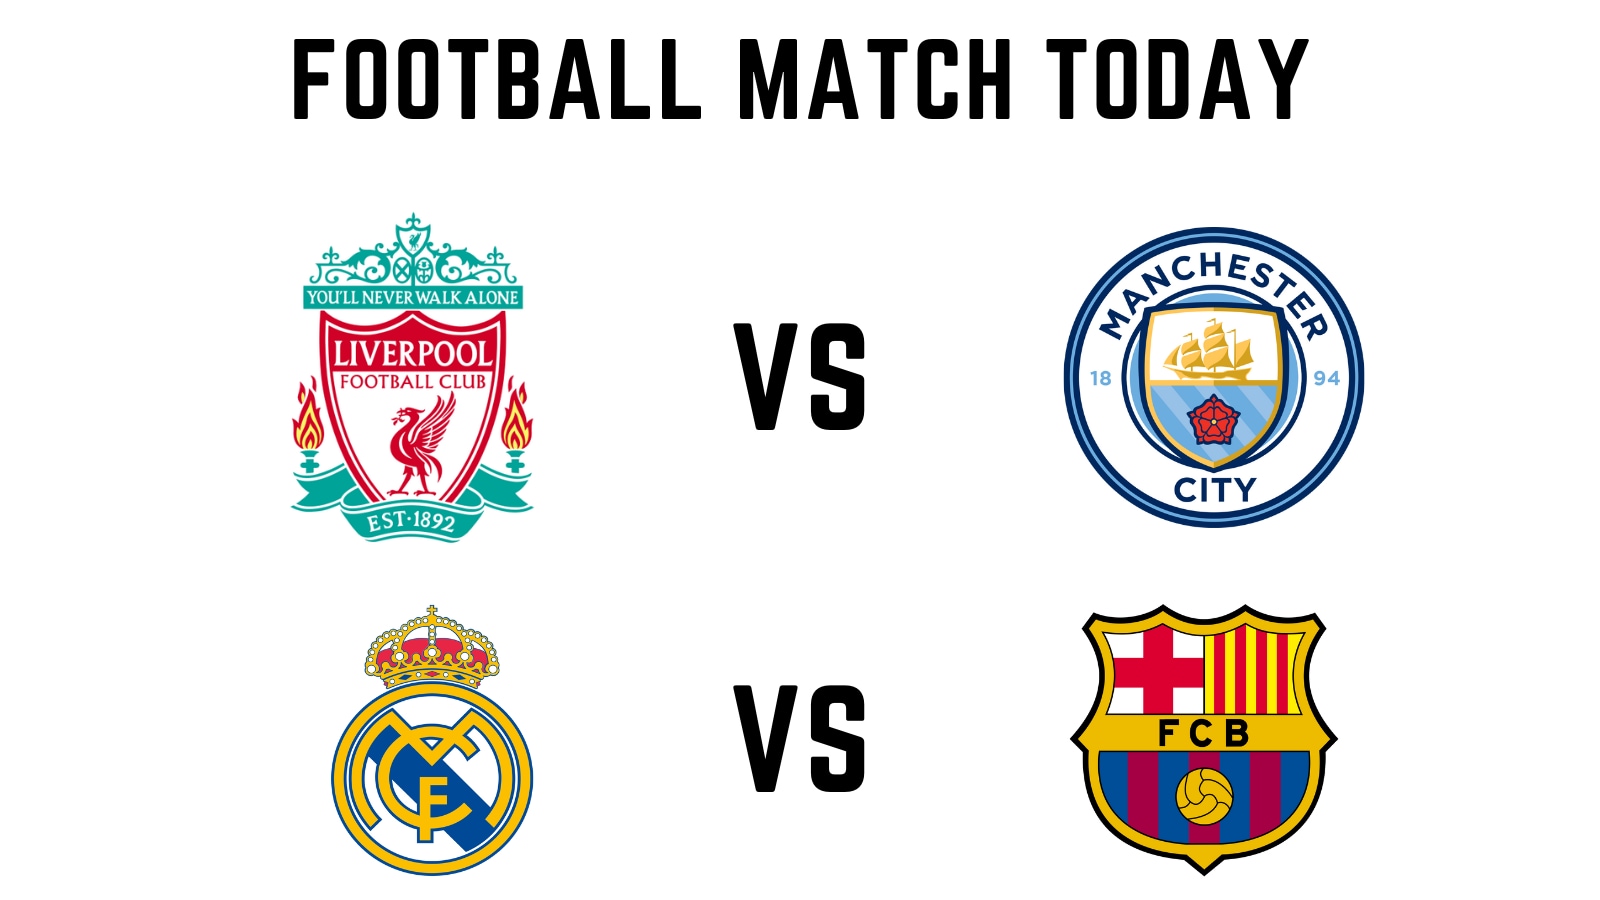 FOOTBALL MATCH TODAY
YOU'LL NEVER WALK ALONE
LIVERPOOL
FOOTBALL CLUB
EST·1892
VS
MANCHESTER
18 94
CITY
VS
FCB